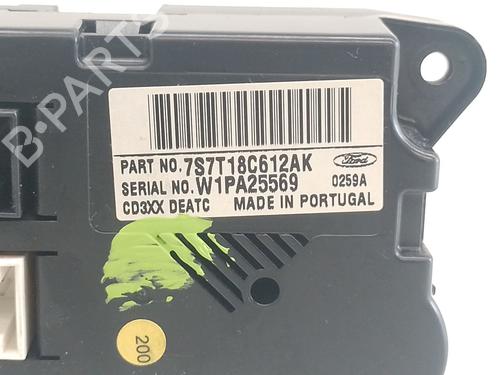 PART NO. 7S7T18C612AK Ford
SERIAL NO. W1PA25569 0259A
CD3XX DEATC MADE IN PORTUGAL
200
B-PARTS